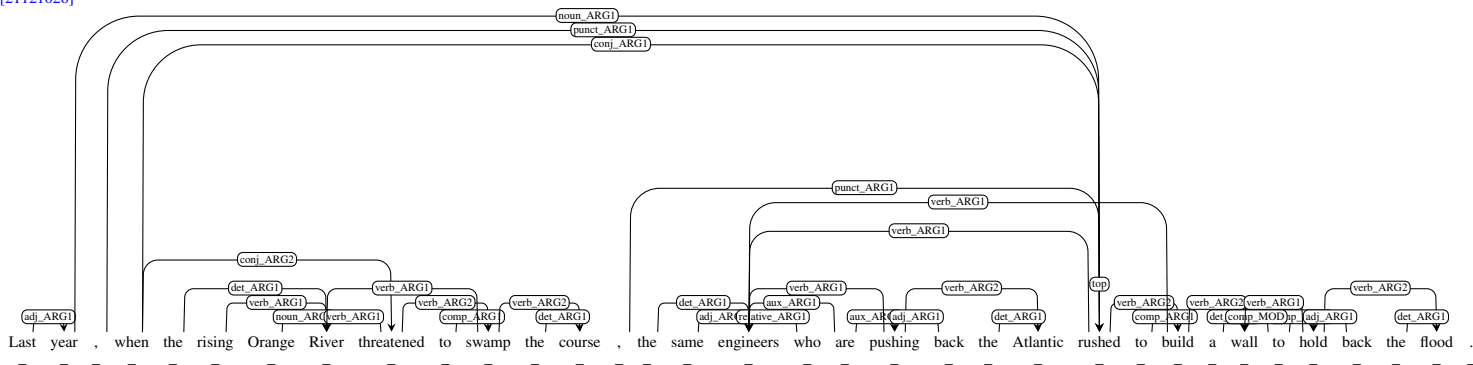 noun_ARG1
punct_ARG1
conj_ARG1
punct_ARG1
verb_ARG1
verb_ARG1
conj_ARG2
top
det_ARG1 verb_ARG1 verb_ARG1 verb_ARG2 verb_ARG2
verb_ARG1 verb_ARG2 verb_ARG2 det_ARG1 aux_ARG1 verb_ARG2 verb_ARG2 verb_ARG1
adj_ARG1 noun_ARG verb_ARG1 comp_ARG1 det_ARG1 relative_ARG1 adj_ARG1 det_ARG1 comp_ARG1 det comp_MOD adj_ARG1 det_ARG1
Last year , when the rising Orange River threatened to swamp the course , the same engineers who are pushing back the Atlantic rushed to build a wall to hold back the flood .